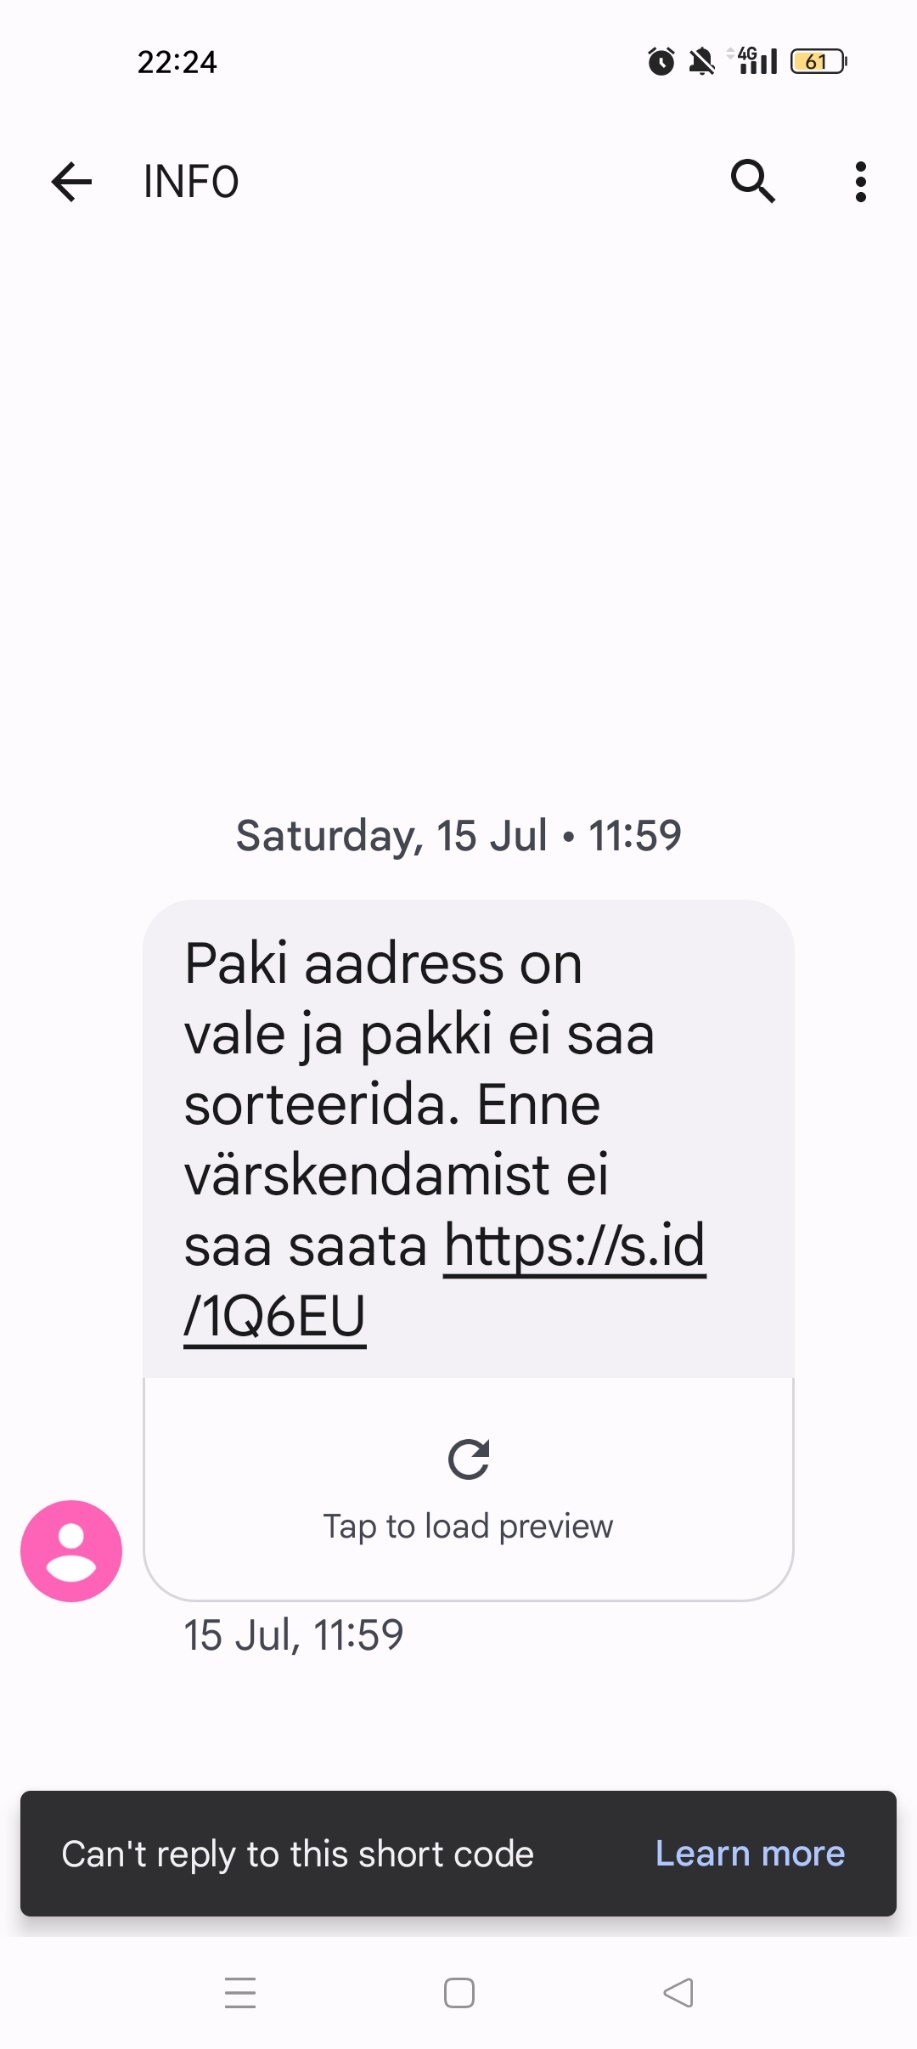 22:24
4G
61
INFO
Saturday, 15 Jul • 11:59
Paki aadress on
vale ja pakki ei saa
sorteerida. Enne
värskendamist ei
saa saata https://s.id
/1Q6EU
Tap to load preview
15 Jul, 11:59
Can't reply to this short code
Learn more